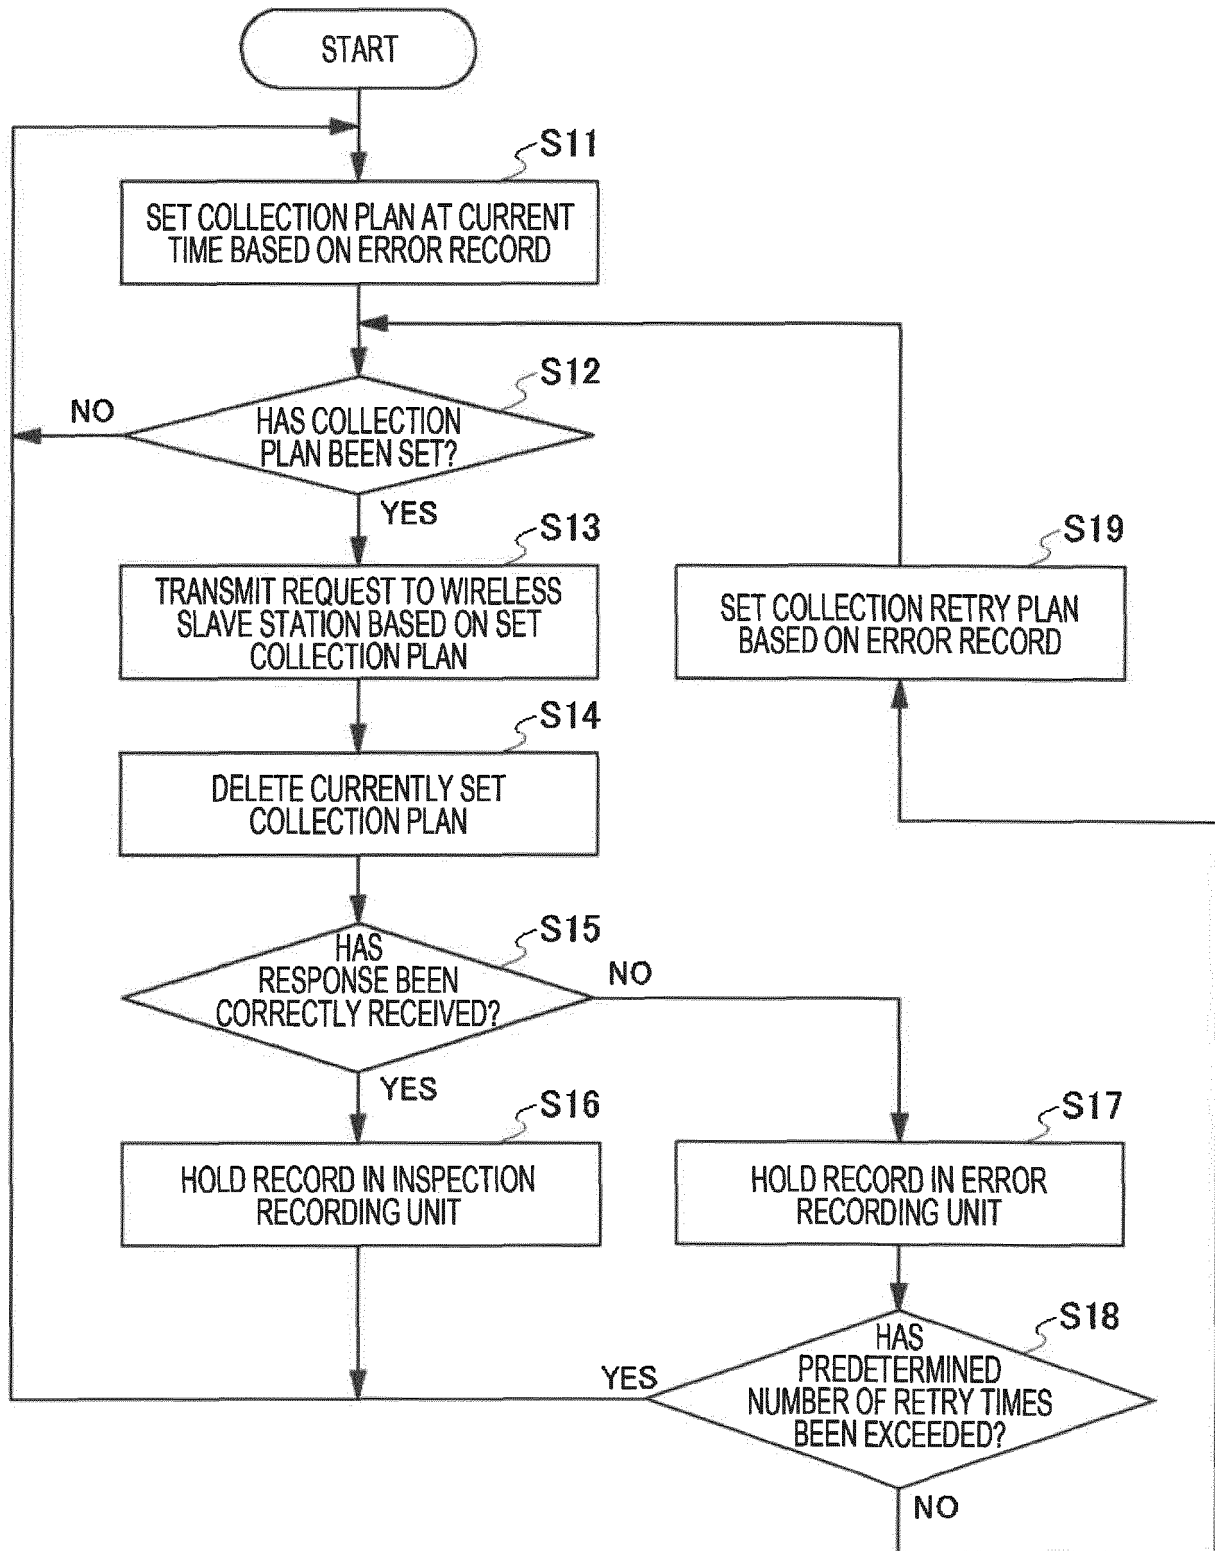 START
S11
SET COLLECTION PLAN AT CURRENT
TIME BASED ON ERROR RECORD
S12
NO
HAS COLLECTION
PLAN BEEN SET?
YES
S13
TRANSMIT REQUEST TO WIRELESS
SLAVE STATION BASED ON SET
COLLECTION PLAN
S19
SET COLLECTION RETRY PLAN
BASED ON ERROR RECORD
S14
DELETE CURRENTLY SET
COLLECTION PLAN
S15
HAS
RESPONSE BEEN
CORRECTLY RECEIVED?
NO
YES
S16
HOLD RECORD IN INSPECTION
RECORDING UNIT
S17
HOLD RECORD IN ERROR
RECORDING UNIT
S18
HAS
PREDETERMINED
NUMBER OF RETRY TIMES
BEEN EXCEEDED?
YES
NO